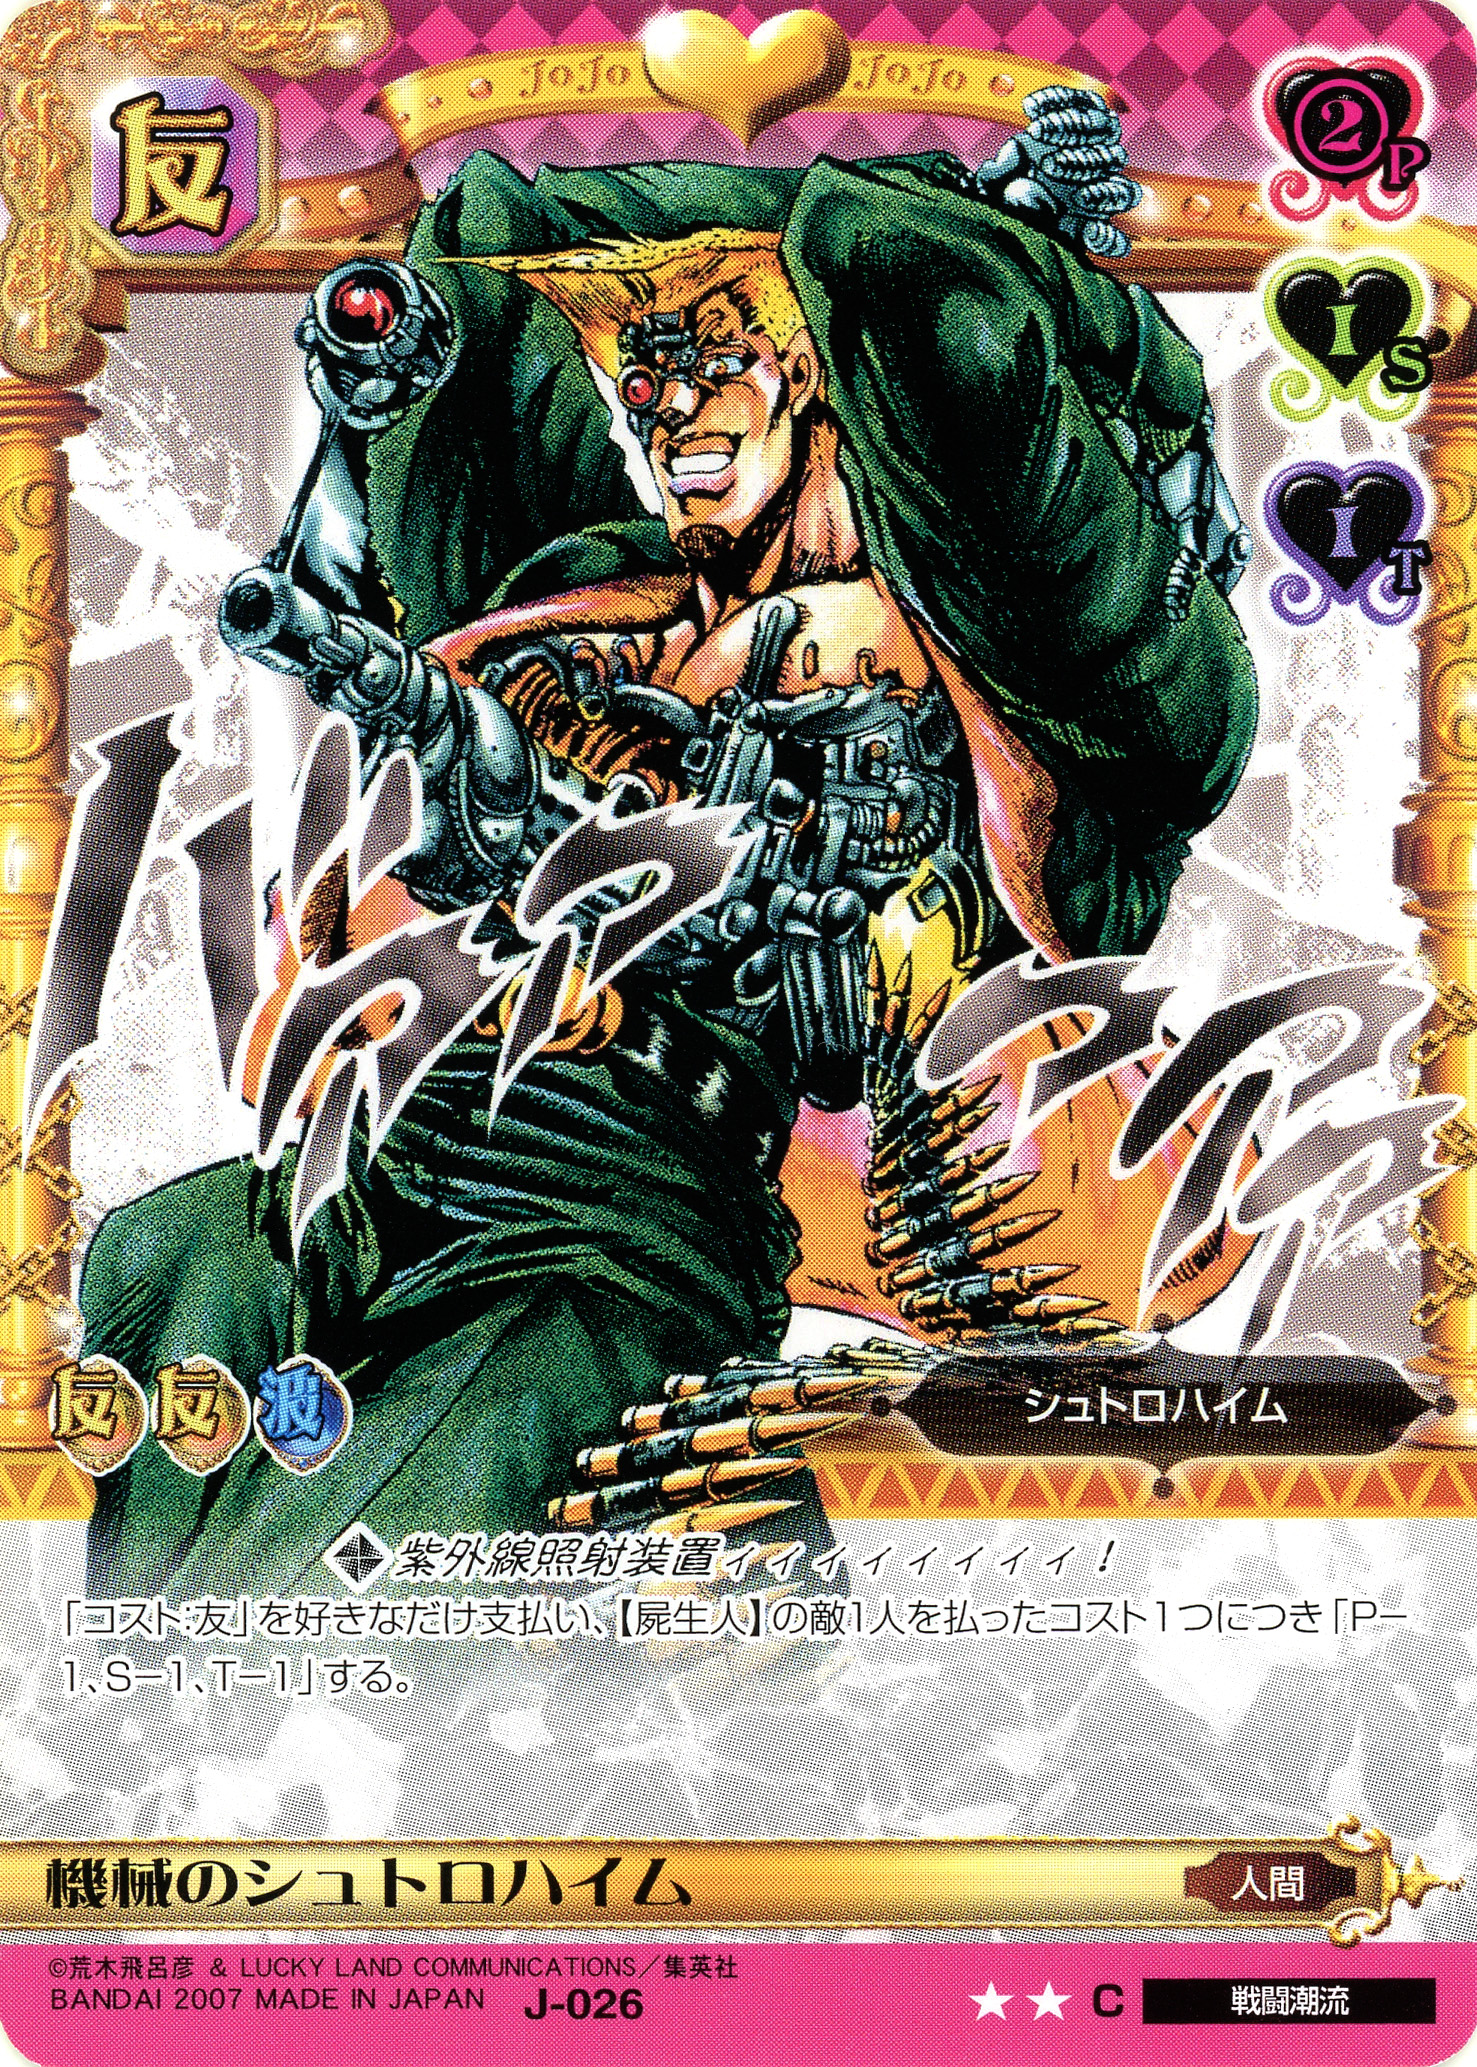 JoJo JoJo
友
2 P
1 S
1 T
バババババ
友 友 波
シュトロハイム
紫外線照射装置ィィィィィィィィ!
「コスト:友」を好きなだけ支払い、【屍生人】の敵1人を払ったコスト1つにつき「P−
1、S−1、T−1」する。
機械のシュトロハイム
人間
©荒木飛呂彦 & LUCKY LAND COMMUNICATIONS/集英社
BANDAI 2007 MADE IN JAPAN J-026
★★ C 戦闘潮流